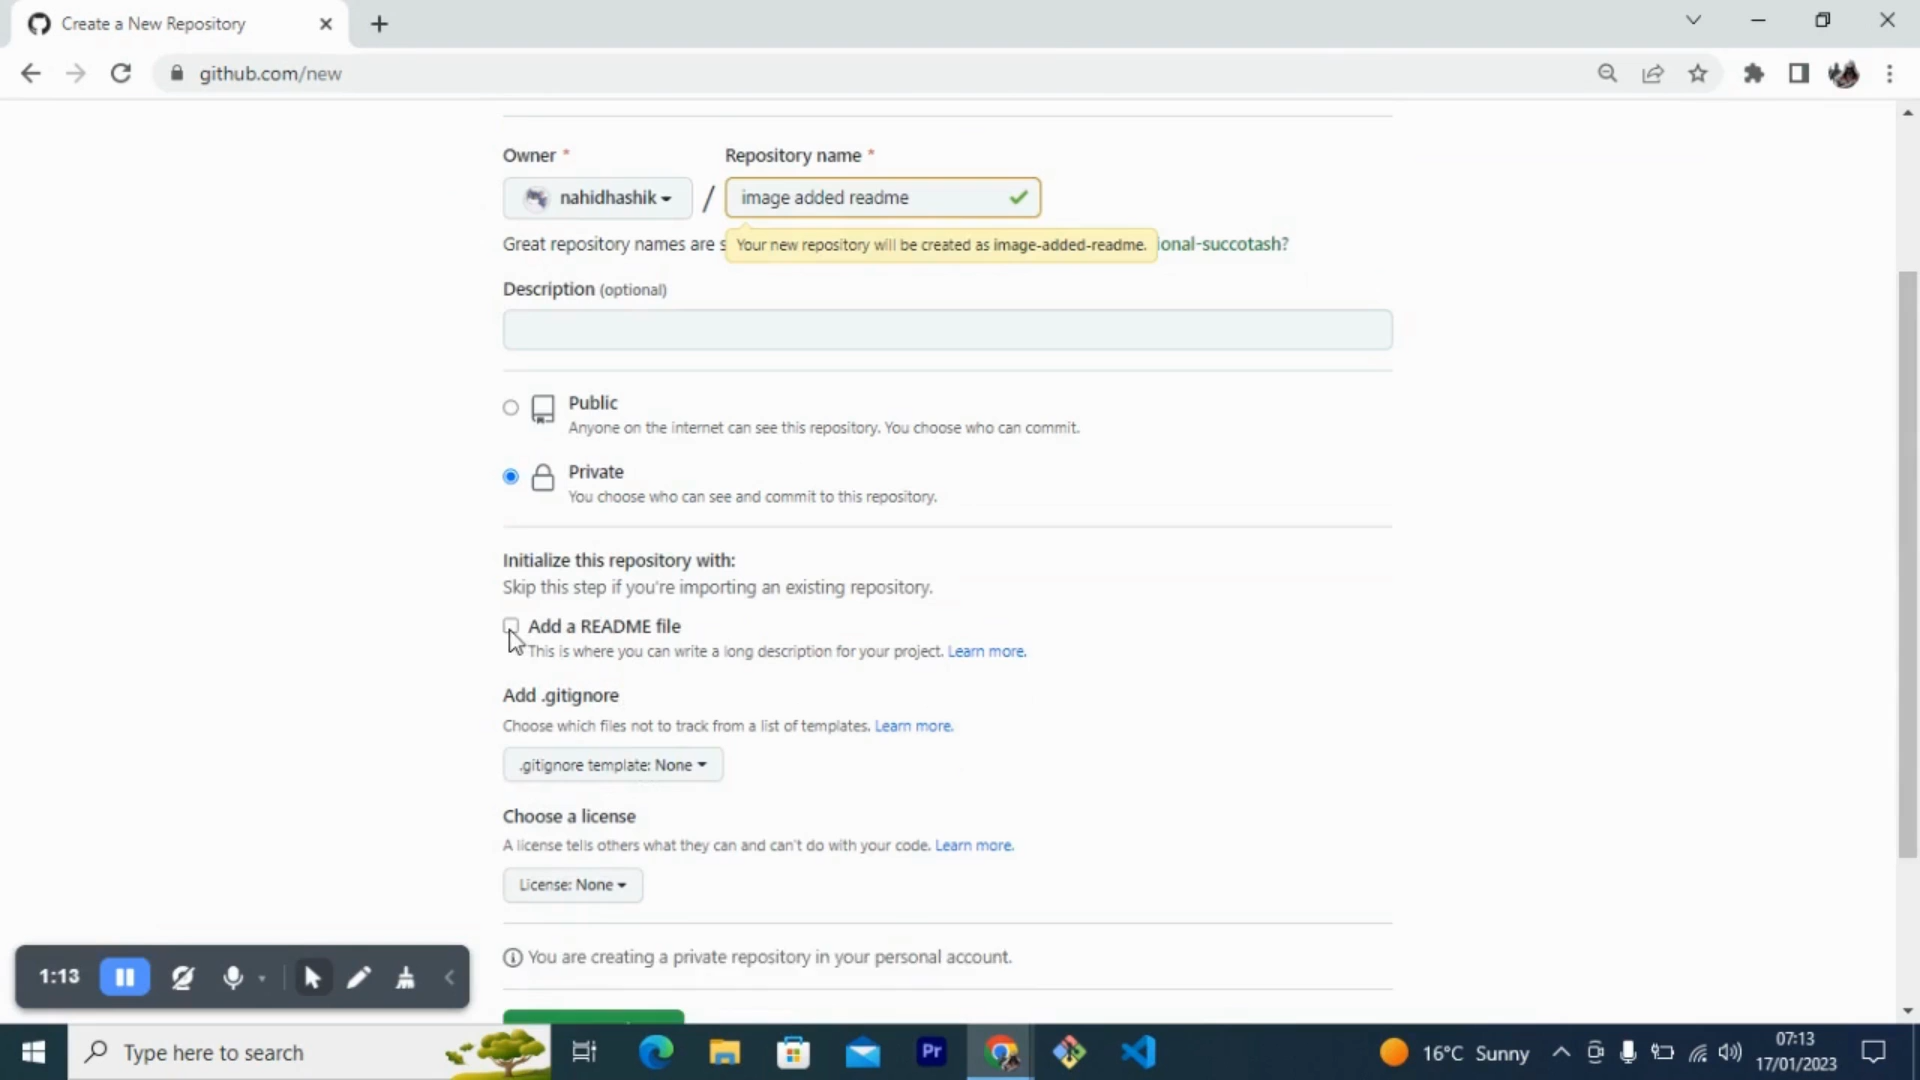 Create a New Repository
github.com/new
Owner *
Repository name *
nahidhashik
/
image added readme
Great repository names are s
Your new repository will be created as image-added-readme.
ional-succotash?
Description (optional)
Public
Anyone on the internet can see this repository. You choose who can commit.
Private
You choose who can see and commit to this repository.
Initialize this repository with:
Skip this step if you're importing an existing repository.
Add a README file
This is where you can write a long description for your project. Learn more.
Add .gitignore
Choose which files not to track from a list of templates. Learn more.
.gitignore template: None
Choose a license
A license tells others what they can and can't do with your code. Learn more.
License: None
You are creating a private repository in your personal account.
1:13
Type here to search
Pr
16°C Sunny
07:13
17/01/2023